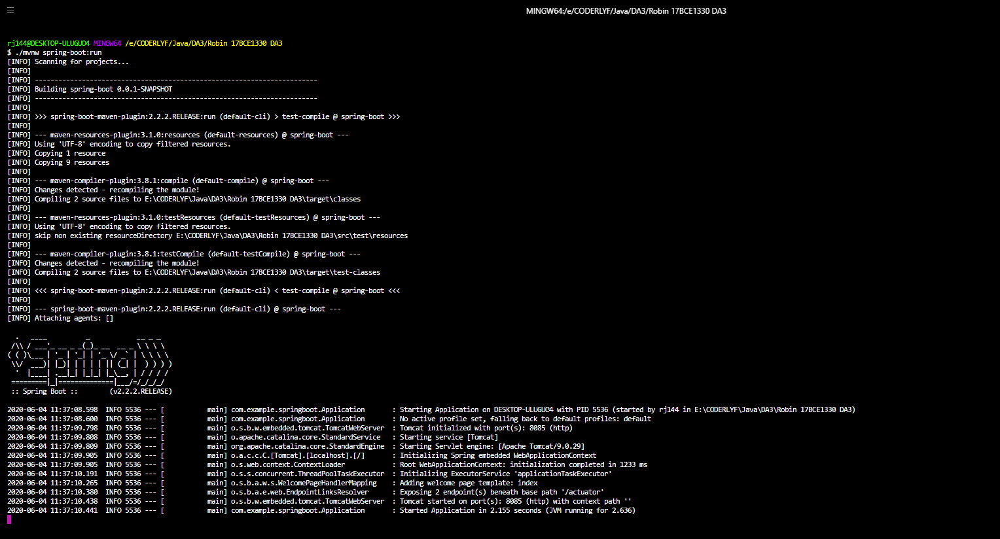 MINGW64:/e/CODERLYF/Java/DA3/Robin 17BCE1330 DA3
rj144@DESKTOP-ULUGUO4 MINGW64 /e/CODERLYF/Java/DA3/Robin 17BCE1330 DA3
$ ./mvnw spring-boot:run
[INFO] Scanning for projects...
[INFO]
[INFO] ------------------------------------------------------------------------
[INFO] Building spring-boot 0.0.1-SNAPSHOT
[INFO] ------------------------------------------------------------------------
[INFO]
[INFO] >>> spring-boot-maven-plugin:2.2.2.RELEASE:run (default-cli) > test-compile @ spring-boot >>>
[INFO]
[INFO] --- maven-resources-plugin:3.1.0:resources (default-resources) @ spring-boot ---
[INFO] Using 'UTF-8' encoding to copy filtered resources.
[INFO] Copying 1 resource
[INFO] Copying 9 resources
[INFO]
[INFO] --- maven-compiler-plugin:3.8.1:compile (default-compile) @ spring-boot ---
[INFO] Changes detected - recompiling the module!
[INFO] Compiling 2 source files to E:\CODERLYF\Java\DA3\Robin 17BCE1330 DA3\target\classes
[INFO]
[INFO] --- maven-resources-plugin:3.1.0:testResources (default-testResources) @ spring-boot ---
[INFO] Using 'UTF-8' encoding to copy filtered resources.
[INFO] skip non existing resourceDirectory E:\CODERLYF\Java\DA3\Robin 17BCE1330 DA3\src\test\resources
[INFO]
[INFO] --- maven-compiler-plugin:3.8.1:testCompile (default-testCompile) @ spring-boot ---
[INFO] Changes detected - recompiling the module!
[INFO] Compiling 2 source files to E:\CODERLYF\Java\DA3\Robin 17BCE1330 DA3\target\test-classes
[INFO]
[INFO] <<< spring-boot-maven-plugin:2.2.2.RELEASE:run (default-cli) < test-compile @ spring-boot <<<
[INFO]
[INFO] --- spring-boot-maven-plugin:2.2.2.RELEASE:run (default-cli) @ spring-boot ---
[INFO] Attaching agents: []
  .   ____          _            __ _ _
 /\\ / ___'_ __ _ _(_)_ __  __ _ \ \ \ \
( ( )\___ | '_ | '_| | '_ \/ _` | \ \ \ \
 \\/  ___)| |_)| | | | | || (_| |  ) ) ) )
  '  |____| .__|_| |_|_| |_\__, | / / / /
 =========|_|==============|___/=/_/_/_/
 :: Spring Boot ::        (v2.2.2.RELEASE)
2020-06-04 11:37:08.598  INFO 5536 --- [           main] com.example.springboot.Application       : Starting Application on DESKTOP-ULUGUO4 with PID 5536 (started by rj144 in E:\CODERLYF\Java\DA3\Robin 17BCE1330 DA3)
2020-06-04 11:37:08.600  INFO 5536 --- [           main] com.example.springboot.Application       : No active profile set, falling back to default profiles: default
2020-06-04 11:37:09.798  INFO 5536 --- [           main] o.s.b.w.embedded.tomcat.TomcatWebServer  : Tomcat initialized with port(s): 8085 (http)
2020-06-04 11:37:09.808  INFO 5536 --- [           main] o.apache.catalina.core.StandardService   : Starting service [Tomcat]
2020-06-04 11:37:09.809  INFO 5536 --- [           main] org.apache.catalina.core.StandardEngine  : Starting Servlet engine: [Apache Tomcat/9.0.29]
2020-06-04 11:37:09.905  INFO 5536 --- [           main] o.a.c.c.C.[Tomcat].[localhost].[/]       : Initializing Spring embedded WebApplicationContext
2020-06-04 11:37:09.905  INFO 5536 --- [           main] o.s.web.context.ContextLoader            : Root WebApplicationContext: initialization completed in 1233 ms
2020-06-04 11:37:10.191  INFO 5536 --- [           main] o.s.s.concurrent.ThreadPoolTaskExecutor  : Initializing ExecutorService 'applicationTaskExecutor'
2020-06-04 11:37:10.265  INFO 5536 --- [           main] o.s.b.a.w.s.WelcomePageHandlerMapping    : Adding welcome page template: index
2020-06-04 11:37:10.380  INFO 5536 --- [           main] o.s.b.a.e.web.EndpointLinksResolver      : Exposing 2 endpoint(s) beneath base path '/actuator'
2020-06-04 11:37:10.438  INFO 5536 --- [           main] o.s.b.w.embedded.tomcat.TomcatWebServer  : Tomcat started on port(s): 8085 (http) with context path ''
2020-06-04 11:37:10.441  INFO 5536 --- [           main] com.example.springboot.Application       : Started Application in 2.155 seconds (JVM running for 2.636)